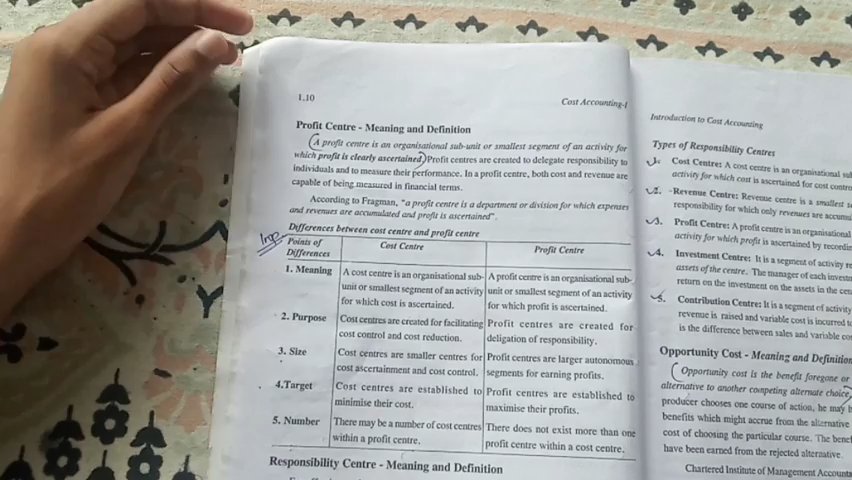 1.10
Cost Accounting-I
Profit Centre - Meaning and Definition
(A profit centre is an organisational sub-unit or smallest segment of an activity for
which profit is clearly ascertained) Profit centres are created to delegate responsibility to
individuals and to measure their performance. In a profit centre, both cost and revenue are
capable of being measured in financial terms.
According to Fragman, "a profit centre is a department or division for which expenses
and revenues are accumulated and profit is ascertained".
Imp
Differences between cost centre and profit centre
Points of Differences Cost Centre Profit Centre
1. Meaning
A cost centre is an organisational sub-
unit or smallest segment of an activity
for which cost is ascertained.
A profit centre is an organisational sub-
unit or smallest segment of an activity
for which profit is ascertained.
2. Purpose
Cost centres are created for facilitating
cost control and cost reduction.
Profit centres are created for
deligation of responsibility.
3. Size
Cost centres are smaller centres for
cost ascertainment and cost control.
Profit centres are larger autonomous
segments for earning profits.
4.Target
Cost centres are established to
minimise their cost.
Profit centres are established to
maximise their profits.
5. Number
There may be a number of cost centres
within a profit centre.
There does not exist more than one
profit centre within a cost centre.
Responsibility Centre - Meaning and Definition
Introduction to Cost Accounting
Types of Responsibility Centres
1. Cost Centre: A cost centre is an organisational
activity for which cost is ascertained for cost
2. Revenue Centre: Revenue centre is a smallest
responsibility for which only revenues are
3. Profit Centre: A profit centre is an organisational
activity for which profit is ascertained by
4. Investment Centre: It is a segment of activity
assets of the centre. The manager of each
return on the investment on the assets in the
5. Contribution Centre: It is a segment of activity
revenue is raised and variable cost is incurred
is the difference between sales and variable
Opportunity Cost - Meaning and Definition
(Opportunity cost is the benefit foregone or
alternative to another competing alternate choice,
producer chooses one course of action, he may
benefits which might accrue from the alternative
cost of choosing the particular course. The
have been earned from the rejected alternative.
Chartered Institute of Management